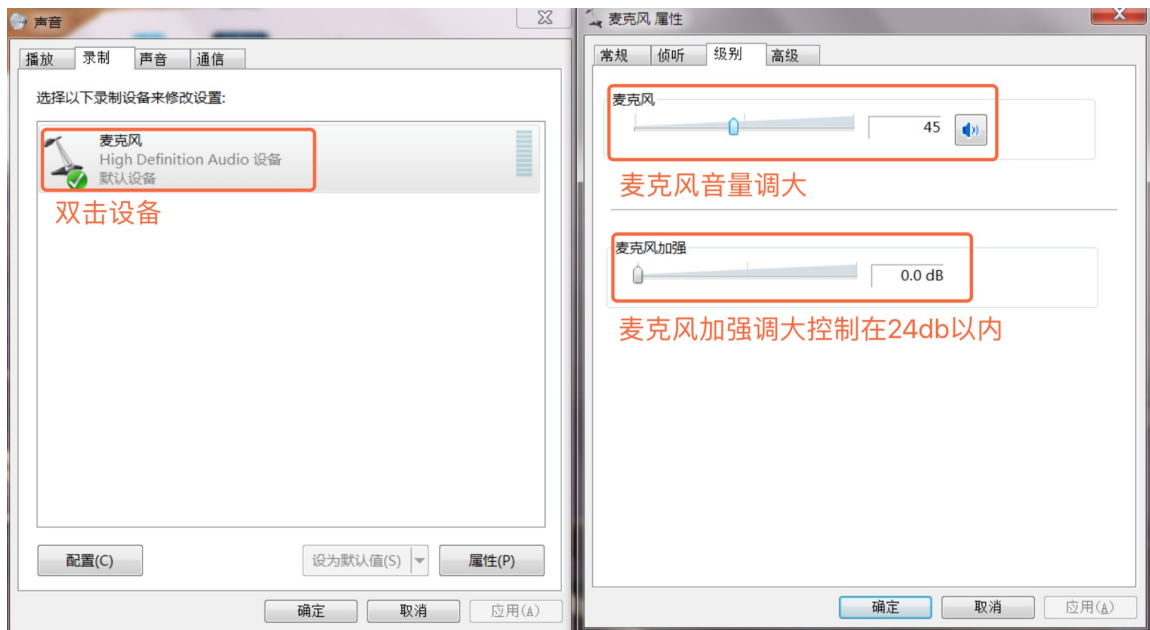 声音
播放 录制 声音 通信
选择以下录制设备来修改设置:
麦克风
High Definition Audio 设备
默认设备
双击设备
配置(C) 设为默认值(S) 属性(P)
确定 取消 应用(A)
麦克风 属性
常规 侦听 级别 高级
麦克风
45
麦克风音量调大
麦克风加强
0.0 dB
麦克风加强调大控制在24db以内
确定 取消 应用(A)